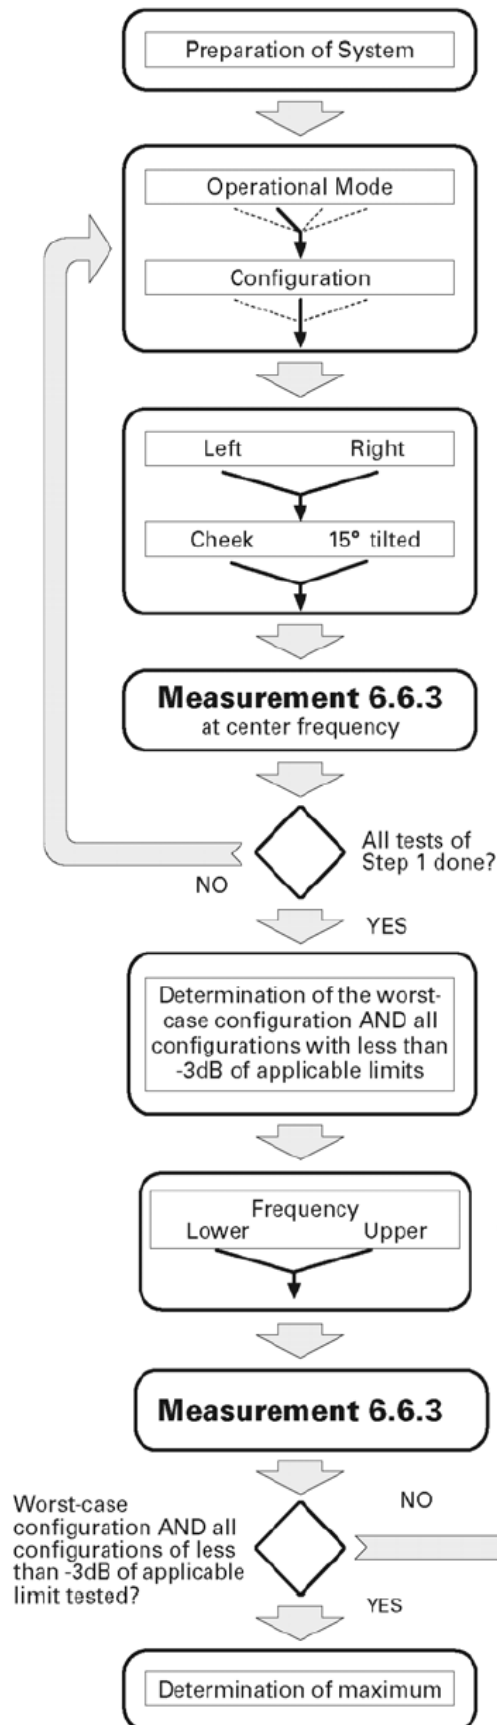 Preparation of System
Operational Mode
Configuration
Left Right
Cheek 15° tilted
Measurement 6.6.3
at center frequency
All tests of
Step 1 done?
NO
YES
Determination of the worst-
case configuration AND all
configurations with less than
-3dB of applicable limits
Frequency
Lower Upper
Measurement 6.6.3
Worst-case
configuration AND all
configurations of less
than -3dB of applicable
limit tested?
NO
YES
Determination of maximum